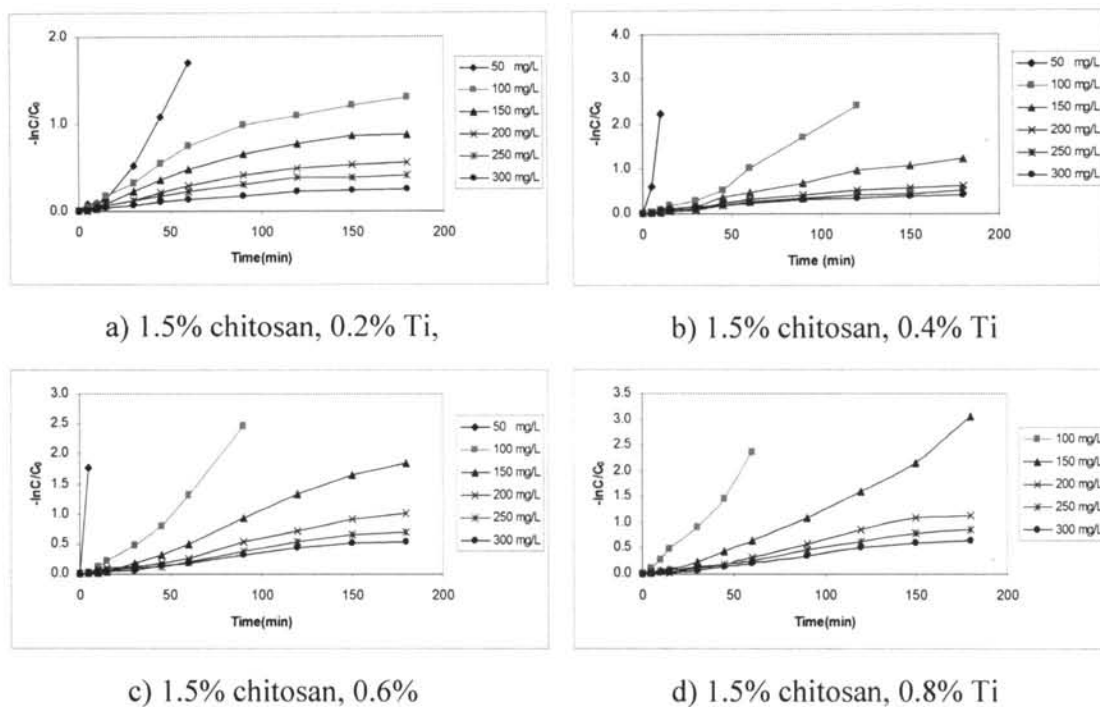 2.0
1.0
0.0
-lnC/C₀
0 50 100 150 200
Time(min)
50 mg/L
100 mg/L
150 mg/L
200 mg/L
250 mg/L
300 mg/L
a) 1.5% chitosan, 0.2% Ti,
4.0
3.0
2.0
1.0
0.0
-lnC/C₀
0 50 100 150 200
Time (min)
50 mg/L
100 mg/L
150 mg/L
200 mg/L
250 mg/L
300 mg/L
b) 1.5% chitosan, 0.4% Ti
3.0
2.5
2.0
1.5
1.0
0.5
0.0
-lnC/C₀
0 50 100 150 200
Time(min)
50 mg/L
100 mg/L
150 mg/L
200 mg/L
250 mg/L
300 mg/L
c) 1.5% chitosan, 0.6%
3.5
3.0
2.5
2.0
1.5
1.0
0.5
0.0
-lnC/C₀
0 50 100 150 200
Time(min)
100 mg/L
150 mg/L
200 mg/L
250 mg/L
300 mg/L
d) 1.5% chitosan, 0.8% Ti